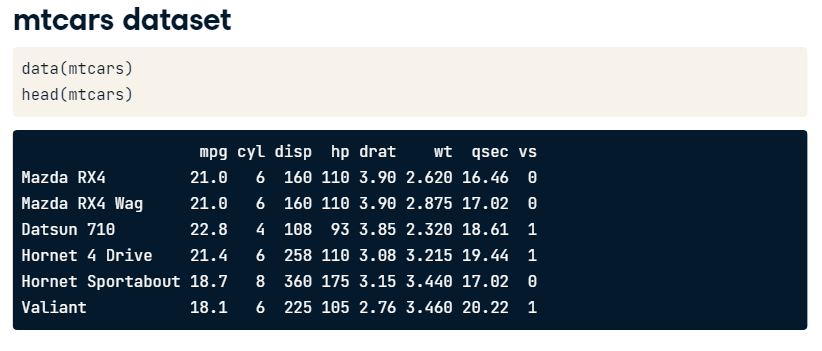 mtcars dataset
data(mtcars)
head(mtcars)
                   mpg cyl disp  hp drat    wt  qsec vs
Mazda RX4         21.0   6  160 110 3.90 2.620 16.46  0
Mazda RX4 Wag     21.0   6  160 110 3.90 2.875 17.02  0
Datsun 710        22.8   4  108  93 3.85 2.320 18.61  1
Hornet 4 Drive    21.4   6  258 110 3.08 3.215 19.44  1
Hornet Sportabout 18.7   8  360 175 3.15 3.440 17.02  0
Valiant           18.1   6  225 105 2.76 3.460 20.22  1